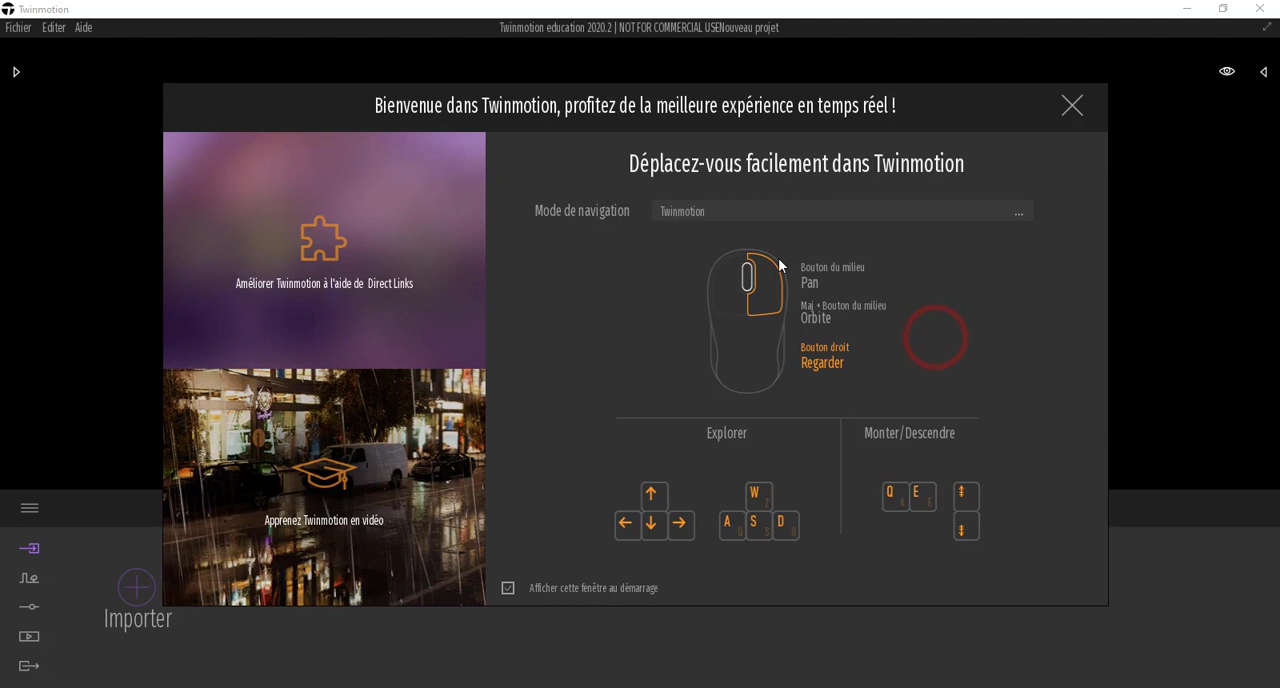 Twinmotion
Fichier Editer Aide
Twinmotion education 2020.2 | NOT FOR COMMERCIAL USENouveau projet
Bienvenue dans Twinmotion, profitez de la meilleure expérience en temps réel !
Améliorer Twinmotion à l'aide de Direct Links
Apprenez Twinmotion en vidéo
Déplacez-vous facilement dans Twinmotion
Mode de navigation Twinmotion ...
Bouton du milieu
Pan
Maj + Bouton du milieu
Orbite
Bouton droit
Regarder
Explorer
Monter/Descendre
W Z
A Q S S D D
Q & E E
Afficher cette fenêtre au démarrage
Importer